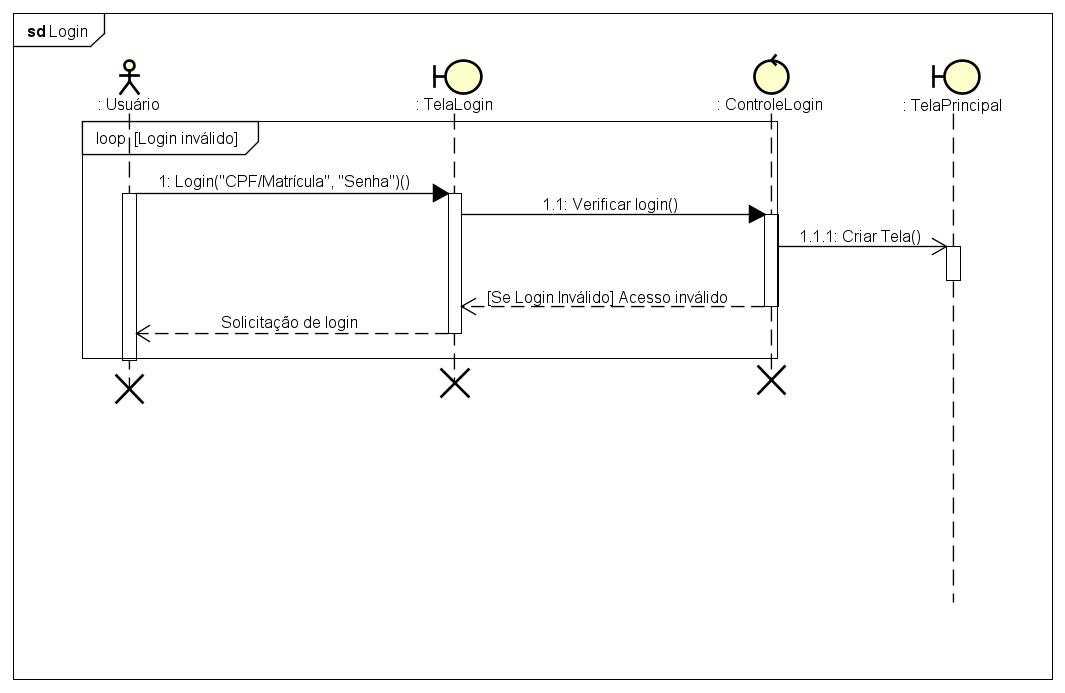 sd Login
: Usuário
: TelaLogin
: ControleLogin
: TelaPrincipal
loop [Login inválido]
1: Login("CPF/Matrícula", "Senha")()
1.1: Verificar login()
1.1.1: Criar Tela()
[Se Login Inválido] Acesso inválido
Solicitação de login